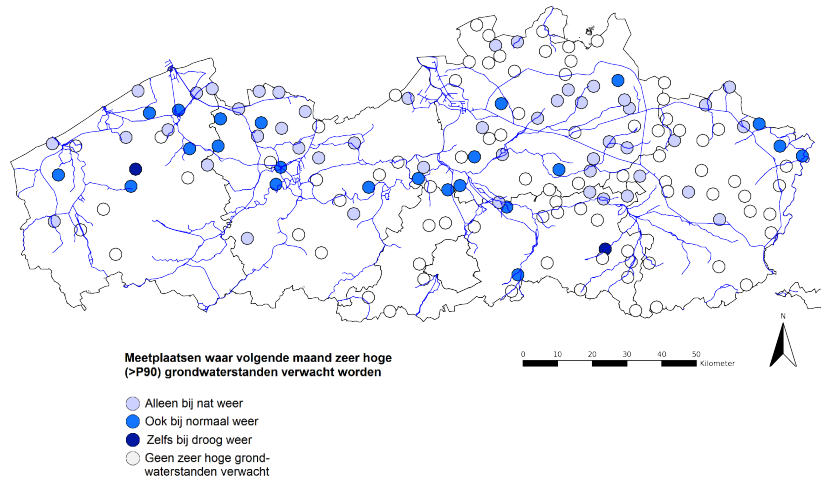 N
0 10 20 30 40 50
Kilometer
Meetplaatsen waar volgende maand zeer hoge
(>P90) grondwaterstanden verwacht worden
Alleen bij nat weer
Ook bij normaal weer
Zelfs bij droog weer
Geen zeer hoge grond-
waterstanden verwacht